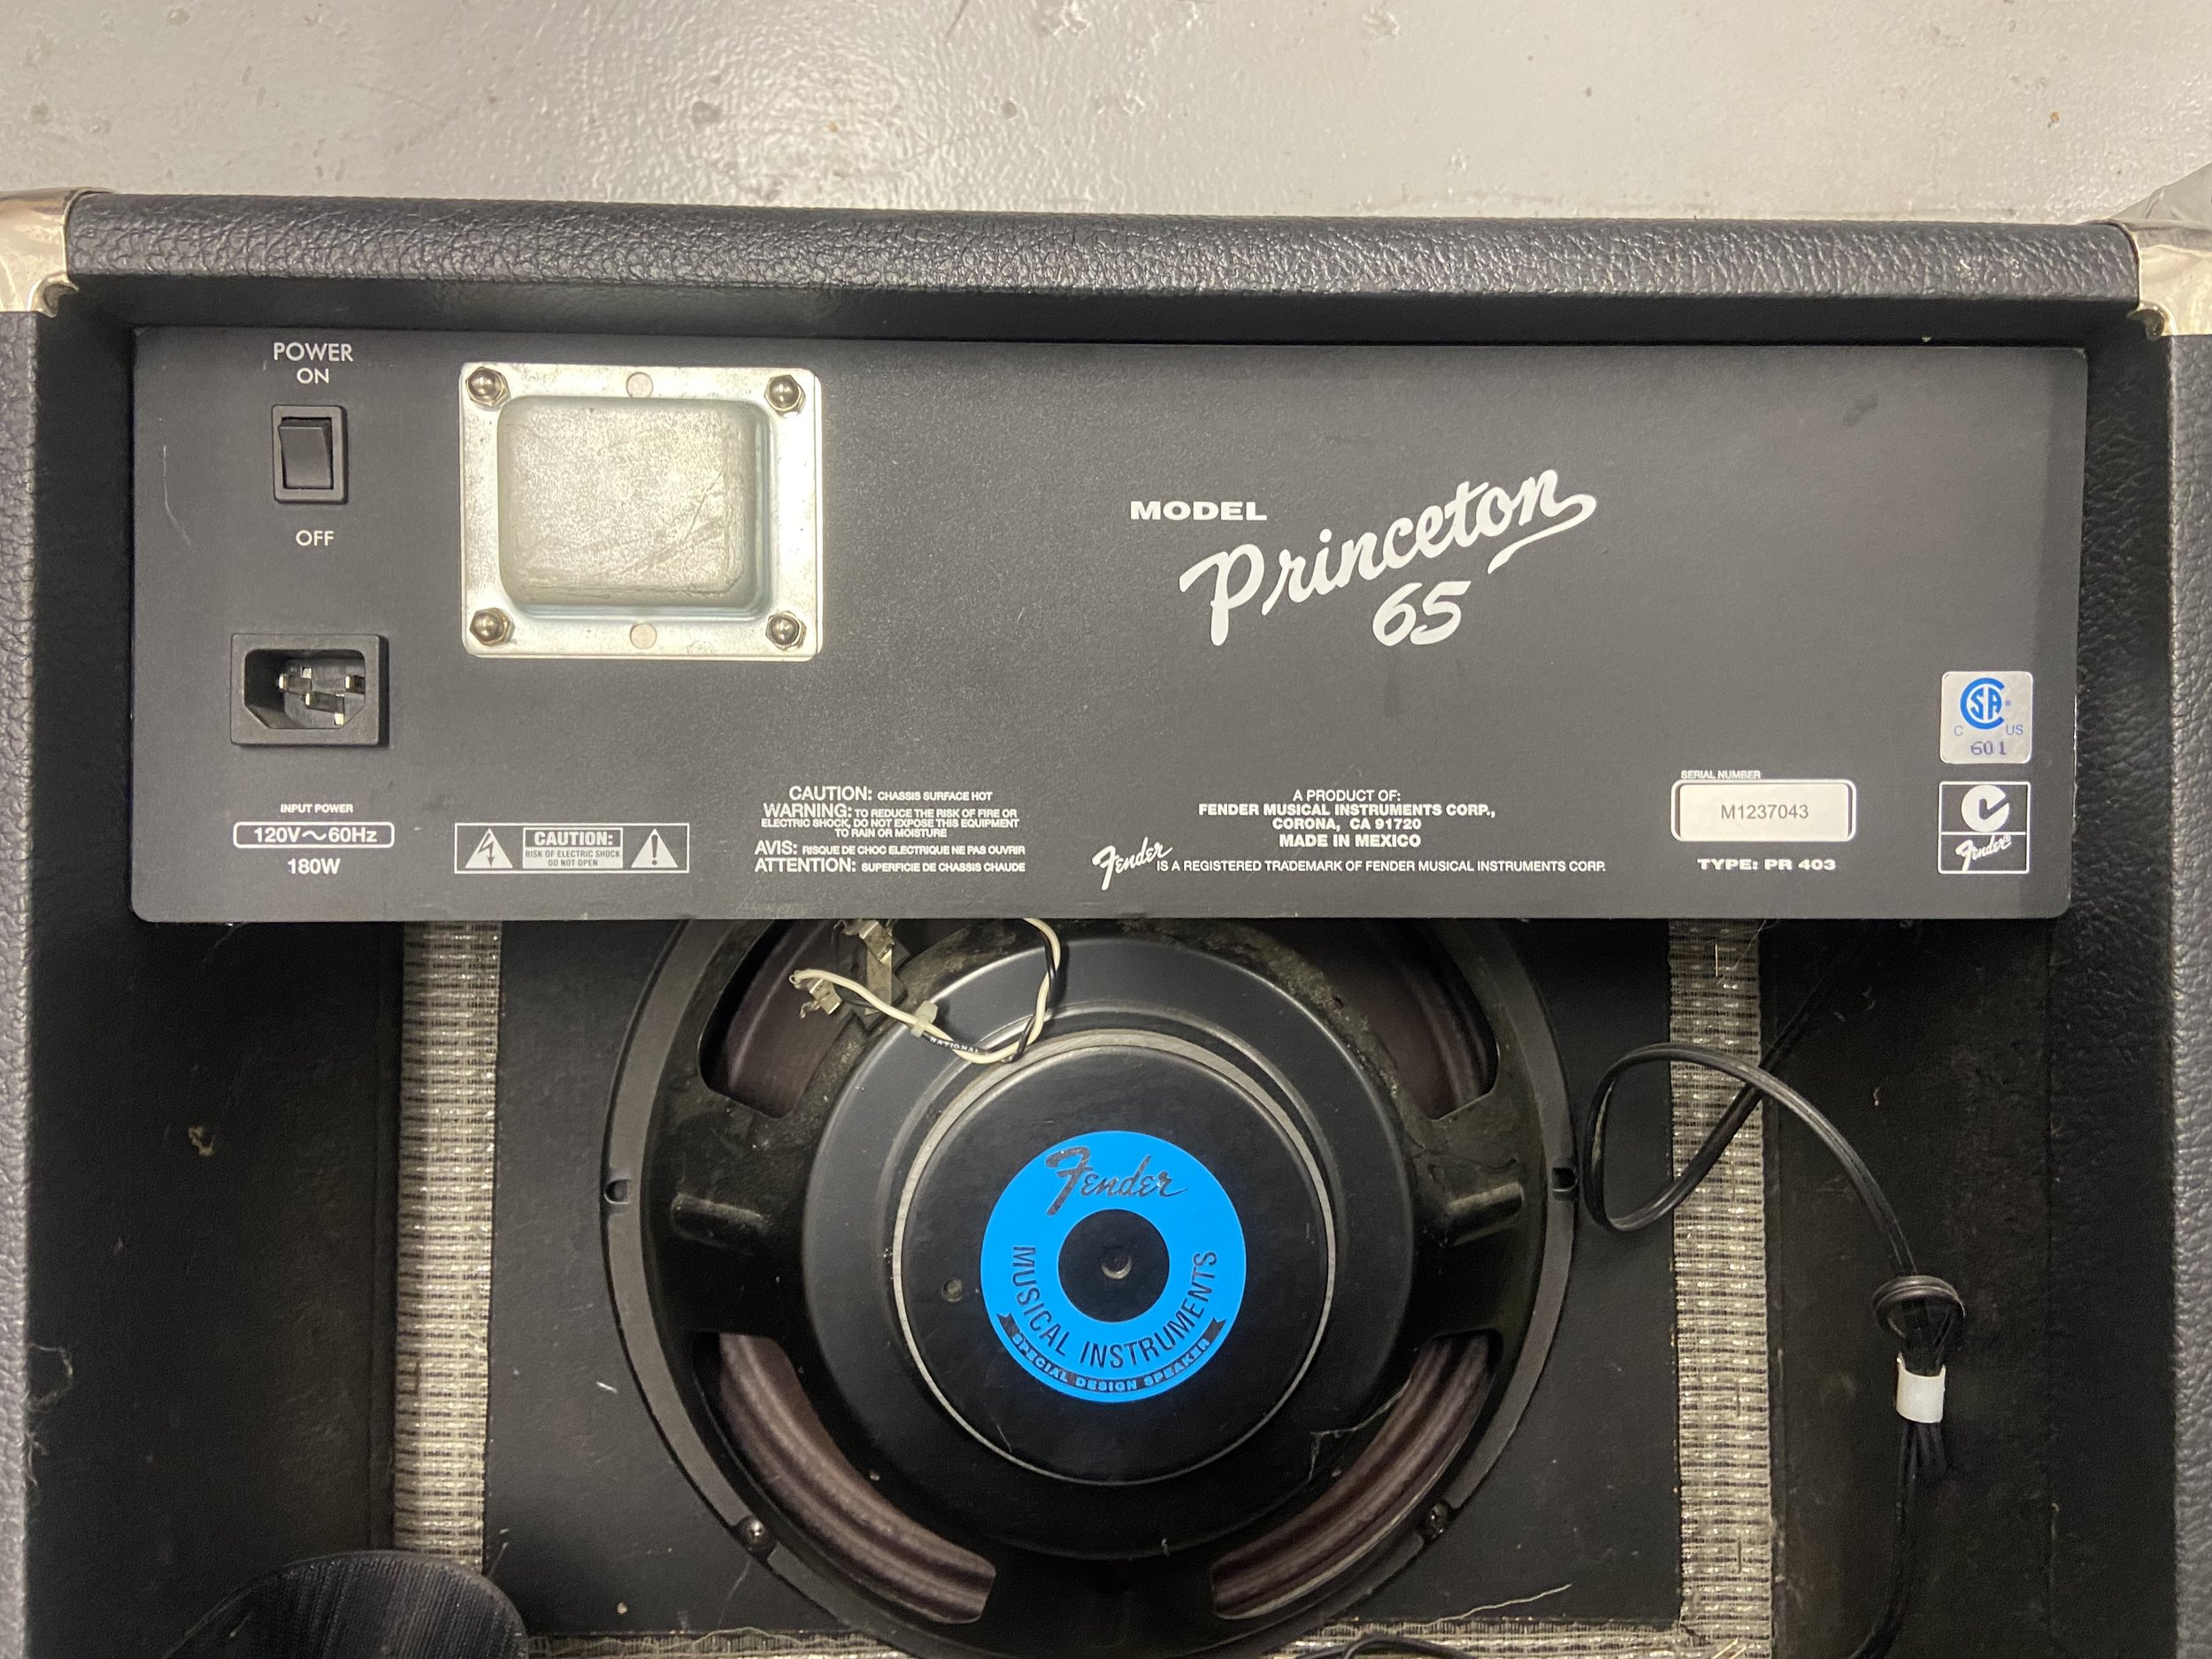 POWER
ON
OFF
INPUT POWER
120V～60Hz
180W
CAUTION:
RISK OF ELECTRIC SHOCK
DO NOT OPEN
CAUTION: CHASSIS SURFACE HOT
WARNING: TO REDUCE THE RISK OF FIRE OR
ELECTRIC SHOCK, DO NOT EXPOSE THIS EQUIPMENT
TO RAIN OR MOISTURE
AVIS: RISQUE DE CHOC ELECTRIQUE NE PAS OUVRIR
ATTENTION: SUPERFICIE DE CHASSIS CHAUDE
MODEL
Princeton
65
A PRODUCT OF:
FENDER MUSICAL INSTRUMENTS CORP.,
CORONA, CA 91720
MADE IN MEXICO
Fender IS A REGISTERED TRADEMARK OF FENDER MUSICAL INSTRUMENTS CORP.
SERIAL NUMBER
M1237043
TYPE: PR 403
CSA®
C US
601
Fender®
NATIONAL
Fender
MUSICAL INSTRUMENTS
SPECIAL DESIGN SPEAKER